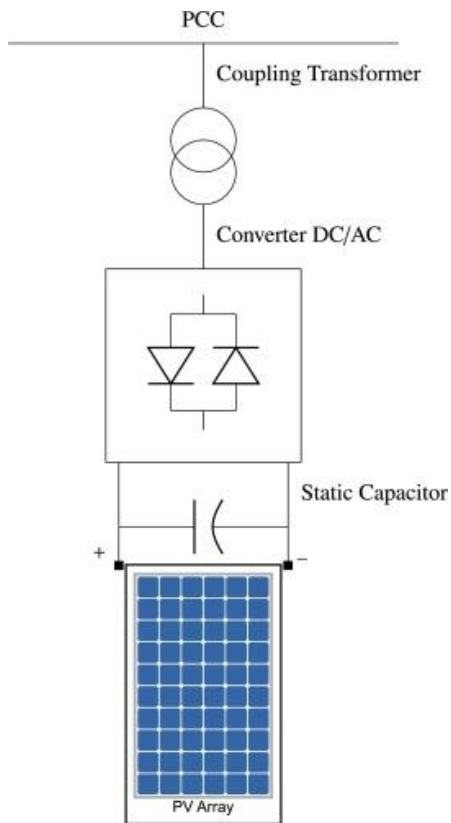 PCC
Coupling Transformer
Converter DC/AC
Static Capacitor
+
–
PV Array